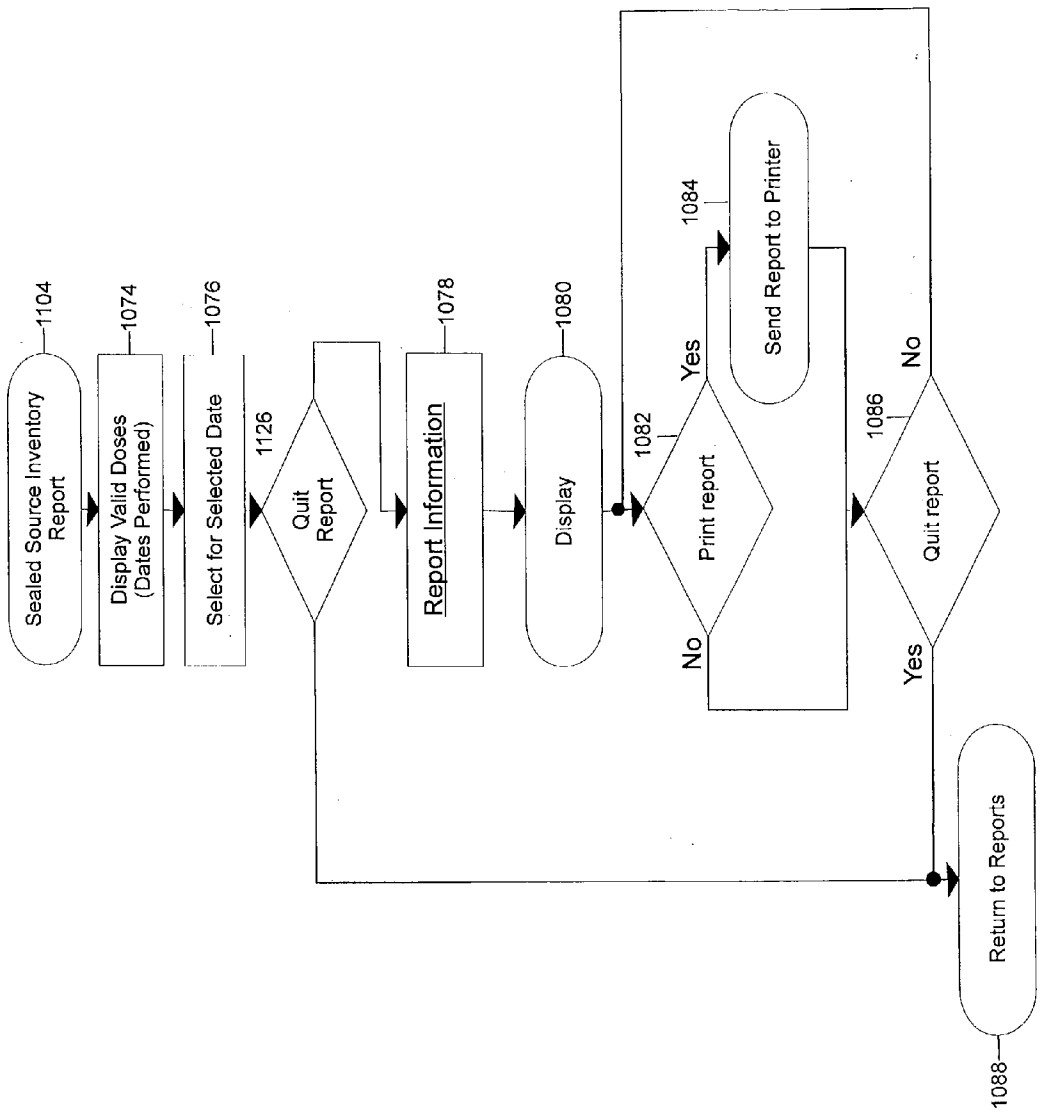 Sealed Source Inventory
Report
1104
Display Valid Doses
(Dates Performed)
1074
Select for Selected Date
1076
1126
Quit
Report
Report Information
1078
Display
1080
1082
Print report
Yes
No
1084
Send Report to Printer
1086
Quit report
No
Yes
Return to Reports
1088